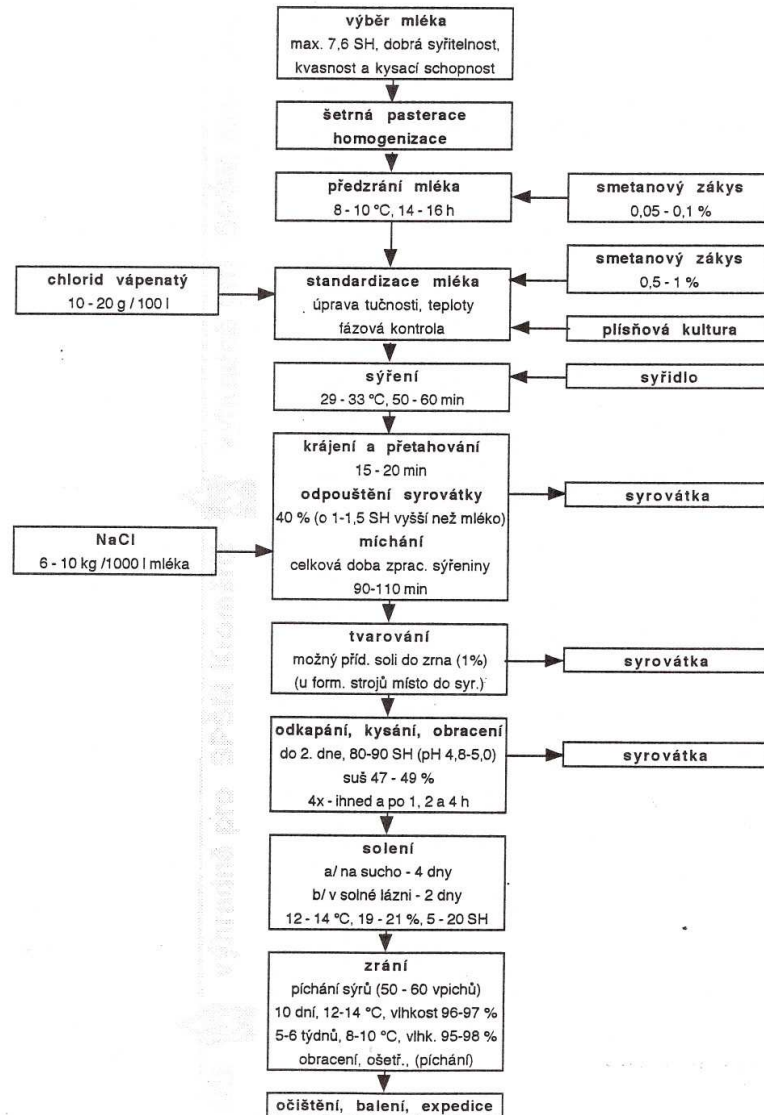 výběr mléka
max. 7,6 SH, dobrá syřitelnost,
kvasnost a kysací schopnost
šetrná pasterace
homogenizace
předzrání mléka
8 - 10 °C, 14 - 16 h
smetanový zákys
0,05 - 0,1 %
chlorid vápenatý
10 - 20 g / 100 l
standardizace mléka
úprava tučnosti, teploty
fázová kontrola
smetanový zákys
0,5 - 1 %
plísňová kultura
sýření
29 - 33 °C, 50 - 60 min
syřidlo
krájení a přetahování
15 - 20 min
odpouštění syrovátky
40 % (o 1-1,5 SH vyšší než mléko)
míchání
celková doba zprac. sýřeniny
90-110 min
syrovátka
NaCl
6 - 10 kg /1000 l mléka
tvarování
možný příd. soli do zrna (1%)
(u form. strojů místo do syr.)
syrovátka
odkapání, kysání, obracení
do 2. dne, 80-90 SH (pH 4,8-5,0)
suš 47 - 49 %
4x - ihned a po 1, 2 a 4 h
syrovátka
solení
a/ na sucho - 4 dny
b/ v solné lázni - 2 dny
12 - 14 °C, 19 - 21 %, 5 - 20 SH
zrání
píchání sýrů (50 - 60 vpichů)
10 dní, 12-14 °C, vlhkost 96-97 %
5-6 týdnů, 8-10 °C, vlhk. 95-98 %
obracení, ošetř., (píchání)
očištění, balení, expedice